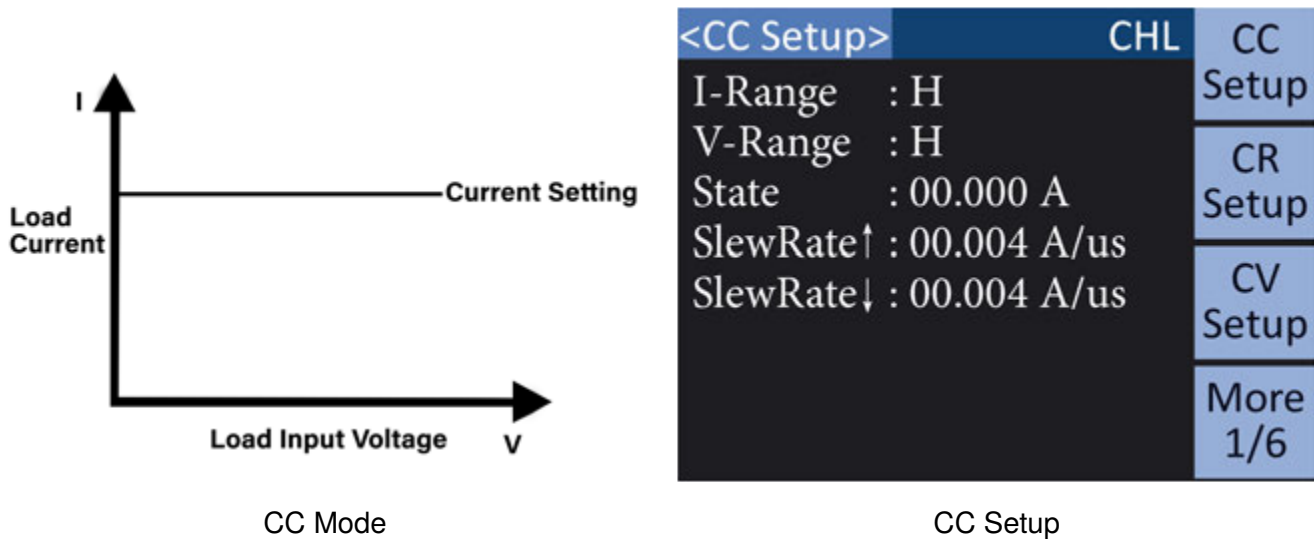 I
Load
Current
Current Setting
Load Input Voltage
V
CC Mode
<CC Setup> CHL
I-Range : H
V-Range : H
State : 00.000 A
SlewRate↑ : 00.004 A/us
SlewRate↓ : 00.004 A/us
CC
Setup
CR
Setup
CV
Setup
More
1/6
CC Setup